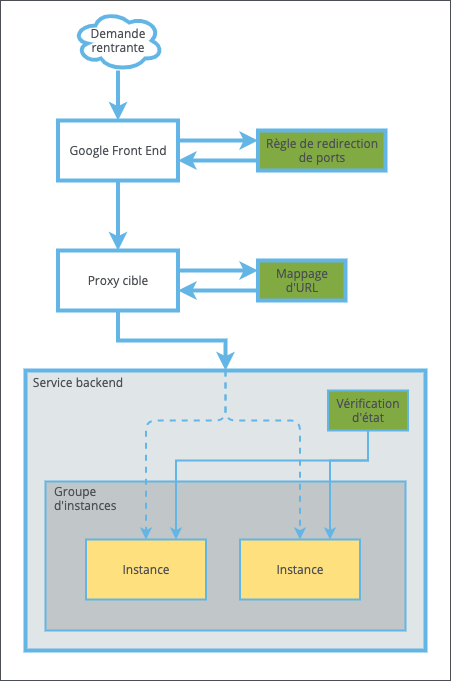 Demande
rentrante
Google Front End
Règle de redirection
de ports
Proxy cible
Mappage
d'URL
Service backend
Vérification
d'état
Groupe
d'instances
Instance
Instance